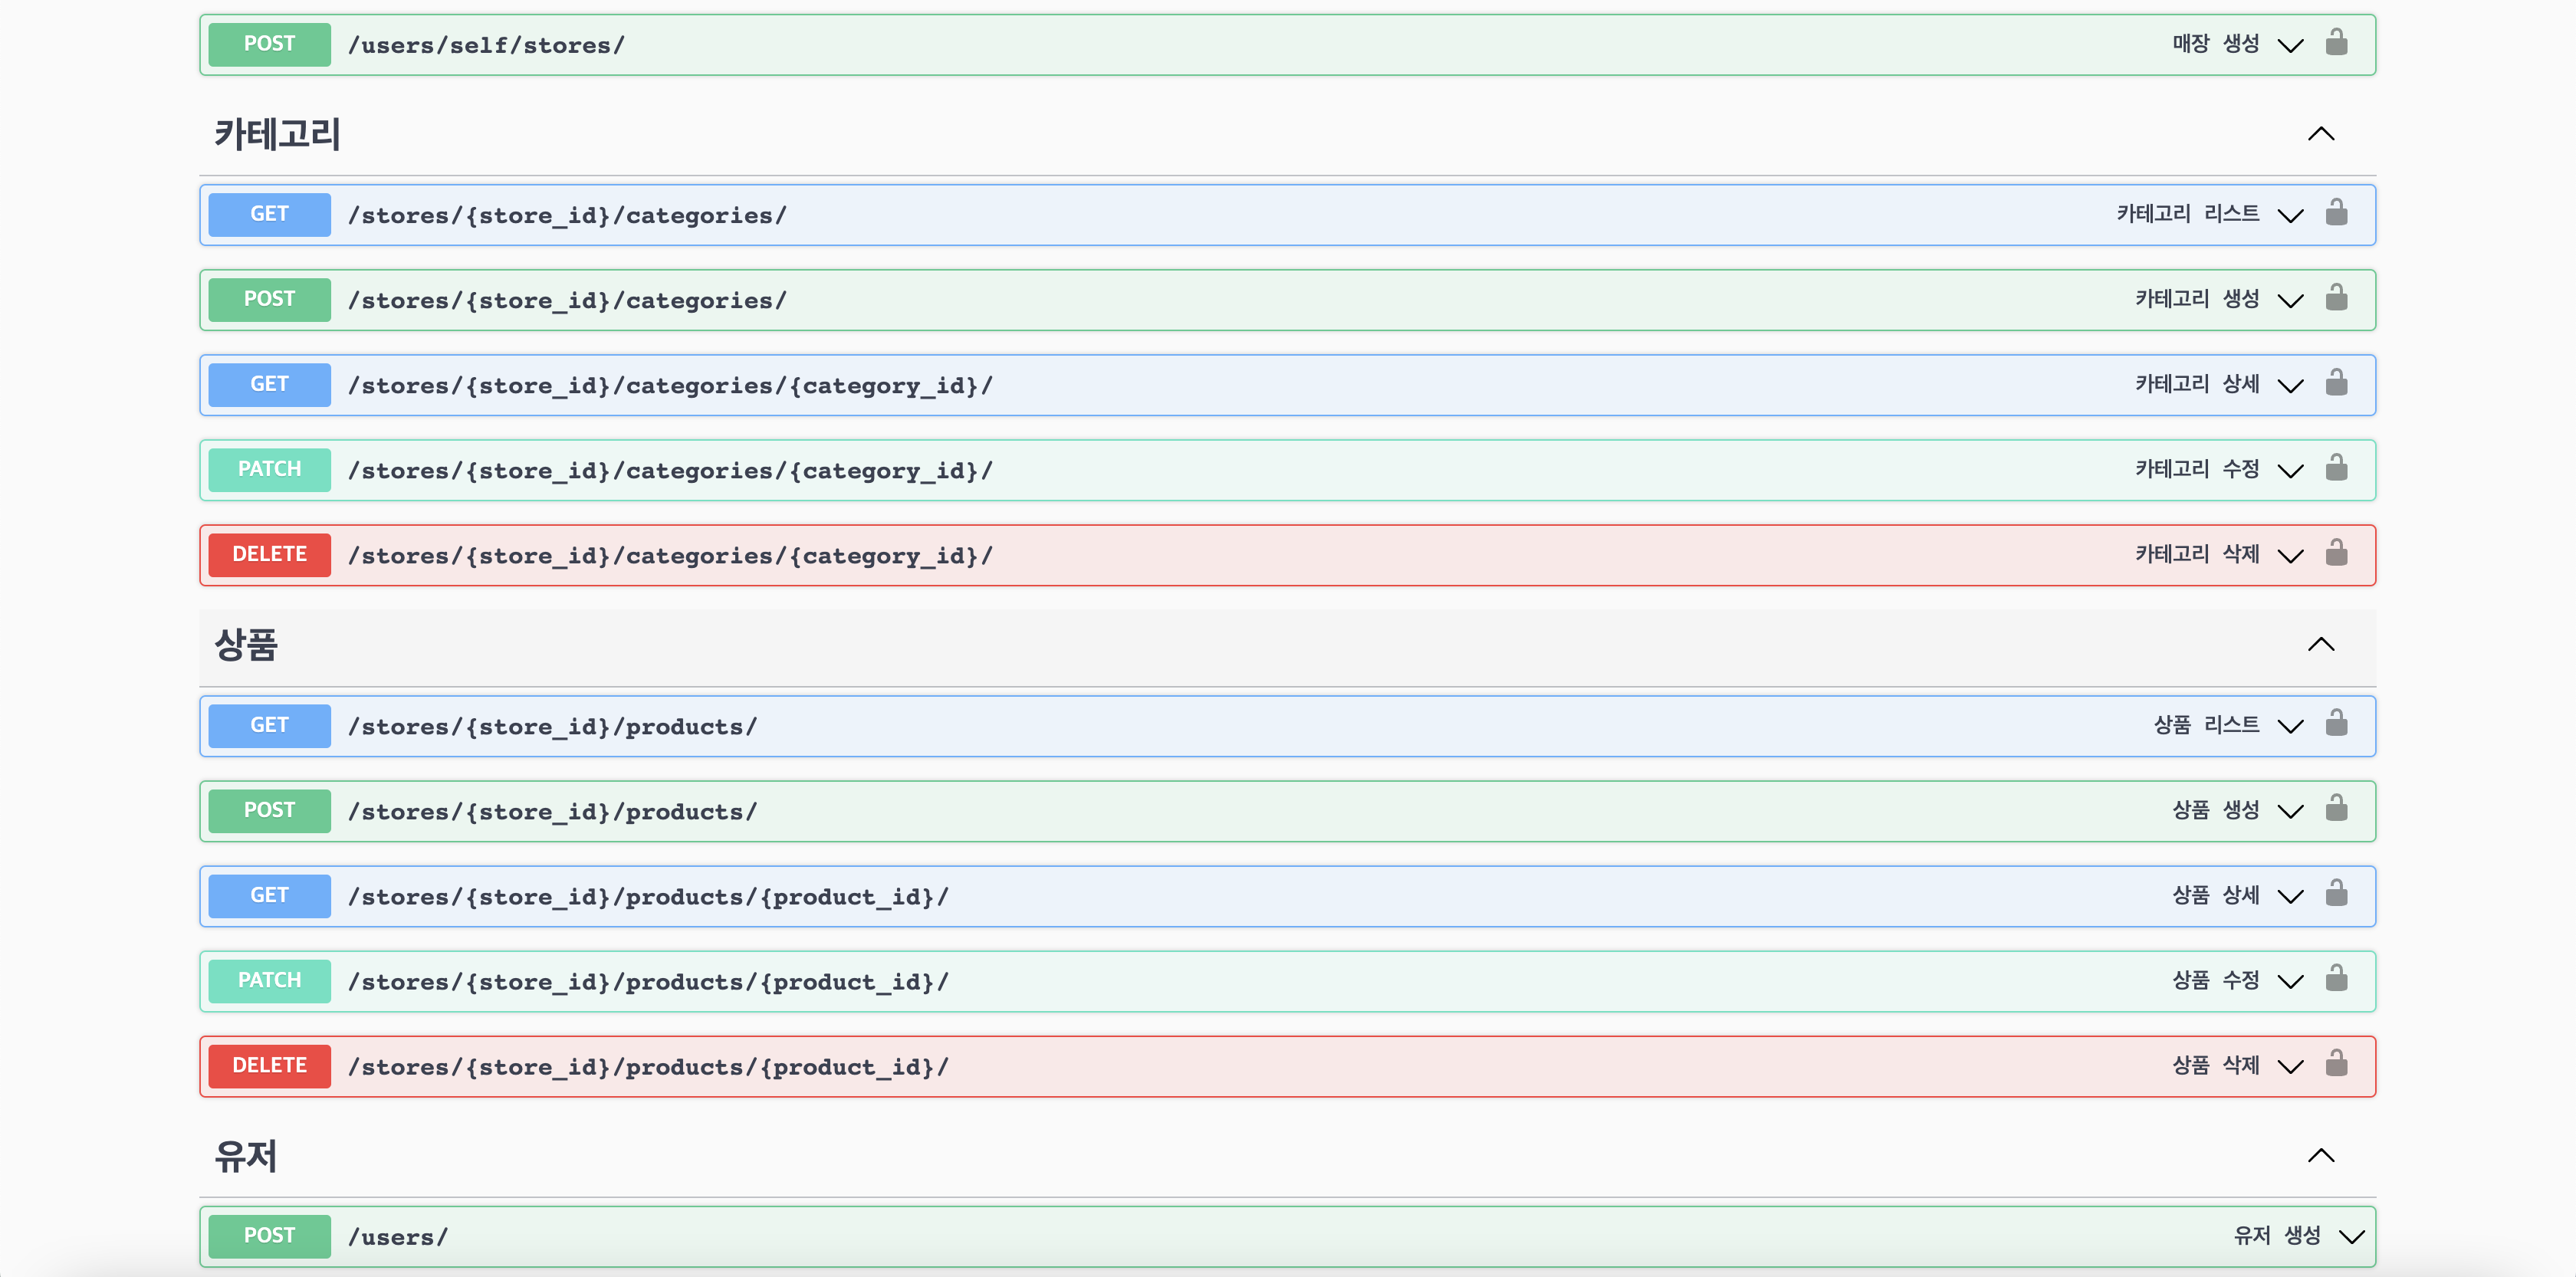 POST /users/self/stores/ 매장 생성
카테고리
GET /stores/{store_id}/categories/ 카테고리 리스트
POST /stores/{store_id}/categories/ 카테고리 생성
GET /stores/{store_id}/categories/{category_id}/ 카테고리 상세
PATCH /stores/{store_id}/categories/{category_id}/ 카테고리 수정
DELETE /stores/{store_id}/categories/{category_id}/ 카테고리 삭제
상품
GET /stores/{store_id}/products/ 상품 리스트
POST /stores/{store_id}/products/ 상품 생성
GET /stores/{store_id}/products/{product_id}/ 상품 상세
PATCH /stores/{store_id}/products/{product_id}/ 상품 수정
DELETE /stores/{store_id}/products/{product_id}/ 상품 삭제
유저
POST /users/ 유저 생성